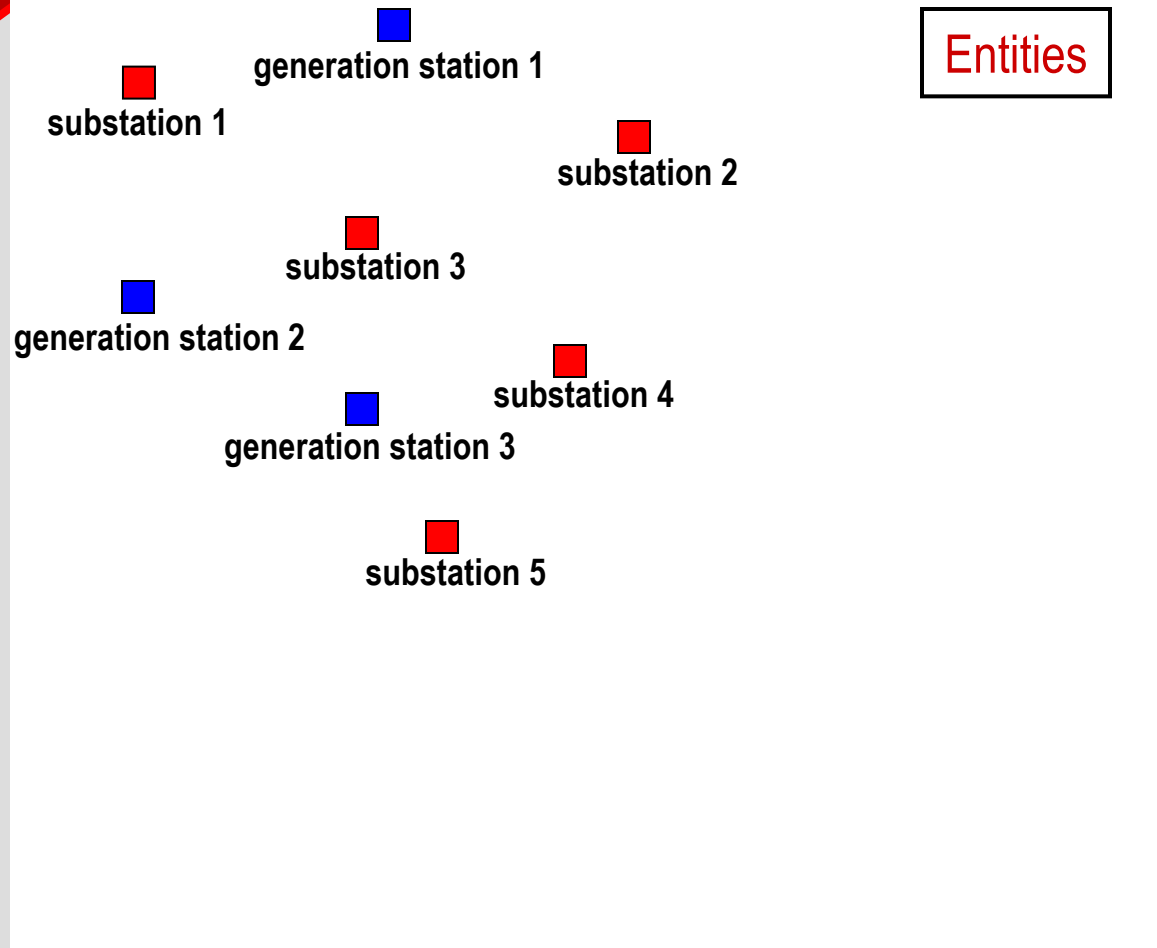 Entities
generation station 1
substation 1
substation 2
substation 3
generation station 2
substation 4
generation station 3
substation 5